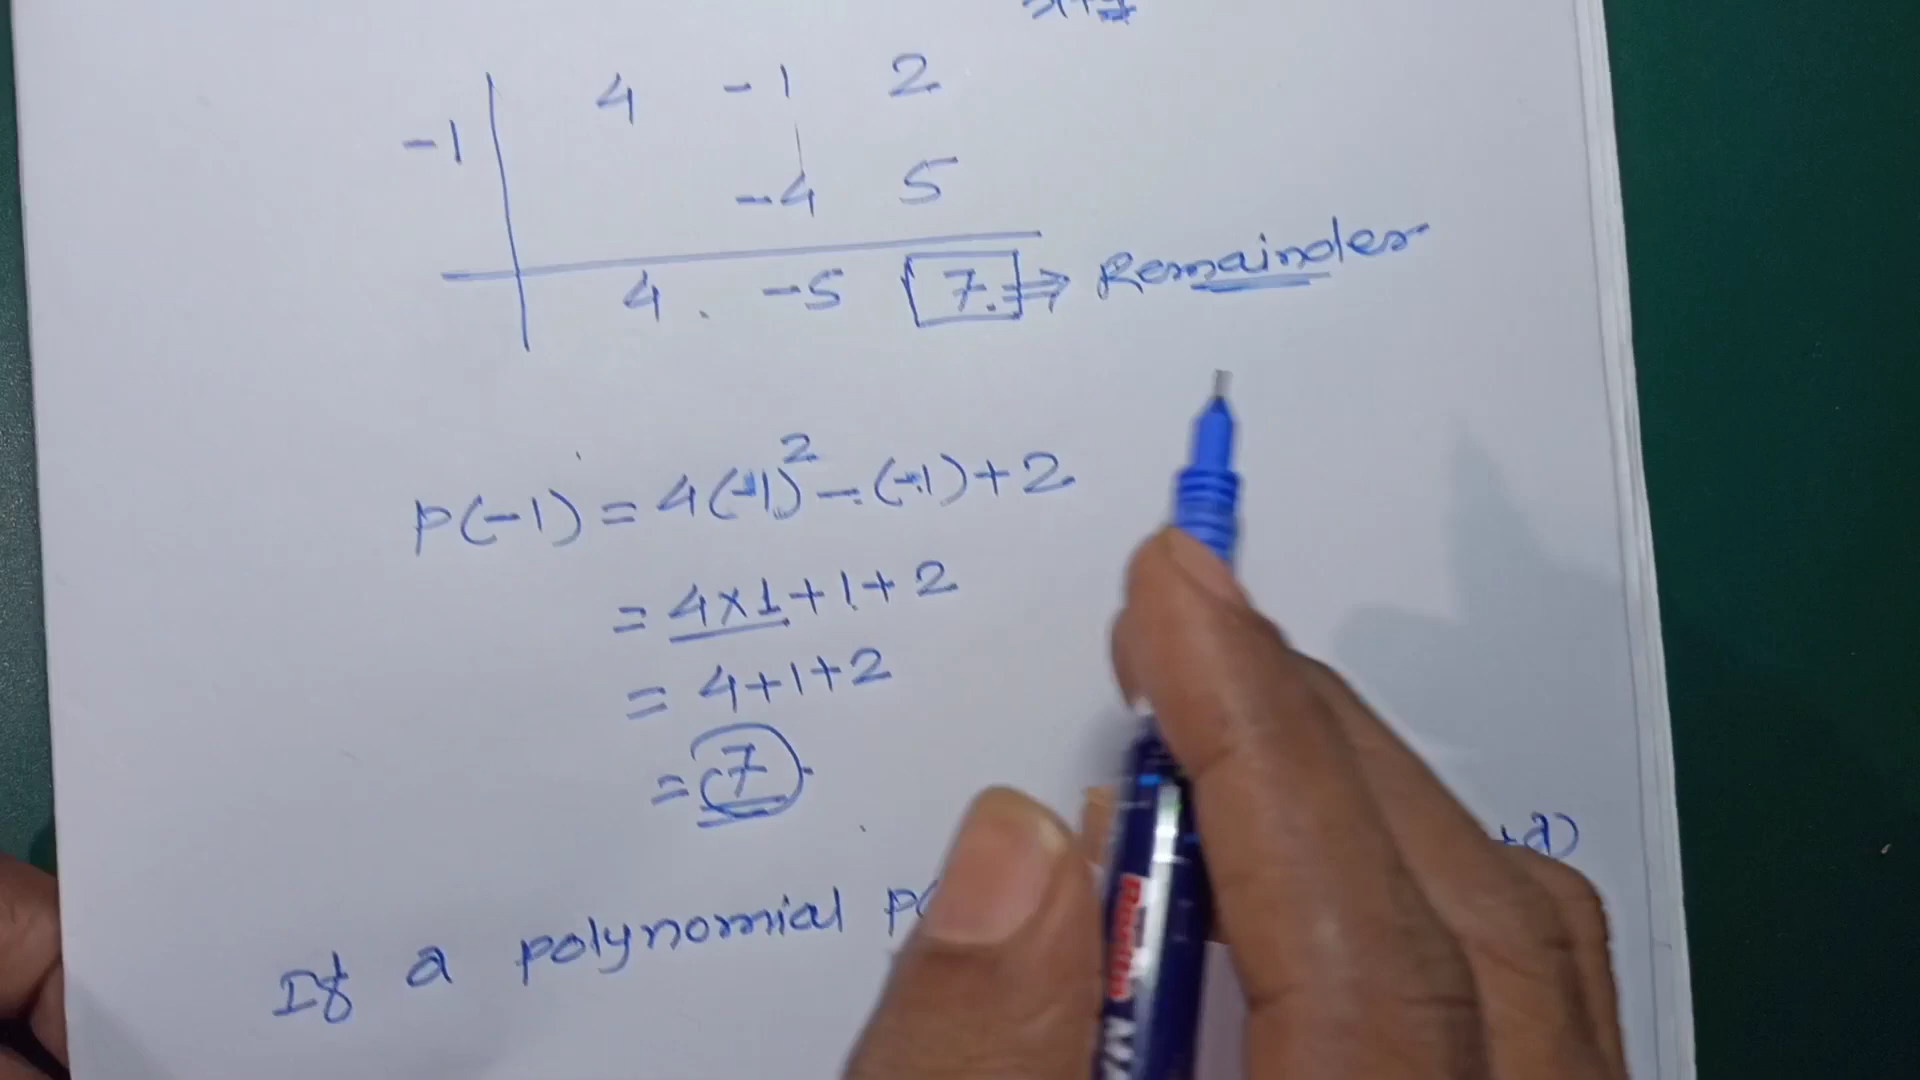 4 -1 2
-1
-4 5
4 -5 7 ⇒ Remainder
P(-1) = 4(-1)² - (-1) + 2
= 4×1 + 1 + 2
= 4+1+2
= 7
If a polynomial P(